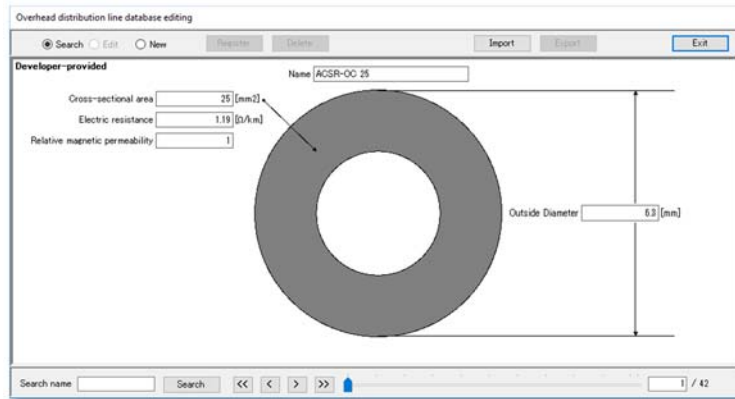 Overhead distribution line database editing
Search Edit New Register Delete Import Export Exit
Developer-provided
Name ACSR-OC 25
Cross-sectional area 25 [mm2]
Electric resistance 1.19 [Ω/km]
Relative magnetic permeability 1
Outside Diameter 6.3 [mm]
Search name Search << < > >> 1 / 42